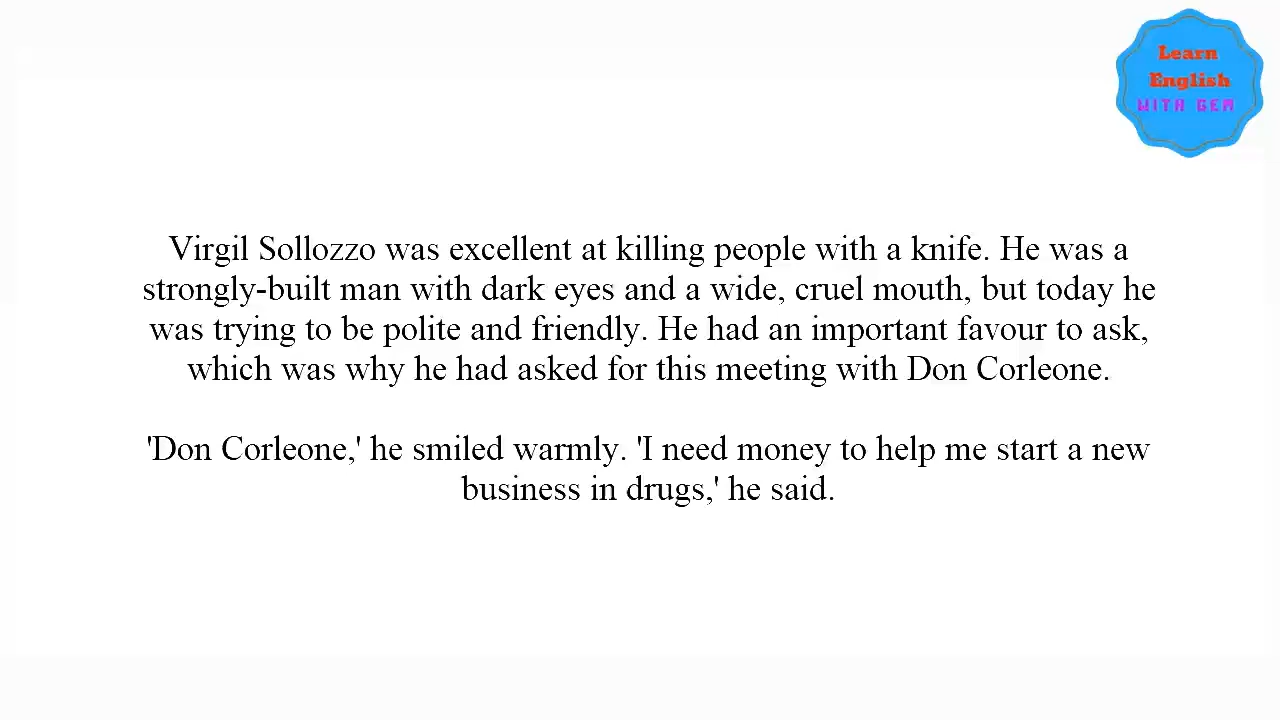 Learn
English
WITH GEM
Virgil Sollozzo was excellent at killing people with a knife. He was a
strongly-built man with dark eyes and a wide, cruel mouth, but today he
was trying to be polite and friendly. He had an important favour to ask,
which was why he had asked for this meeting with Don Corleone.
'Don Corleone,' he smiled warmly. 'I need money to help me start a new
business in drugs,' he said.